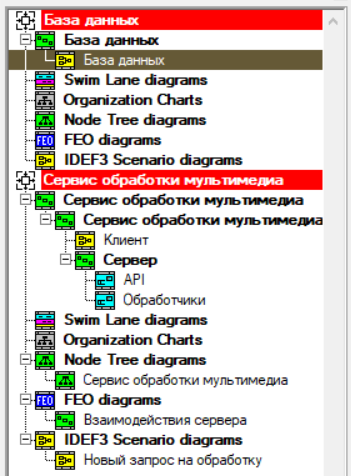 База данных
База данных
База данных
Swim Lane diagrams
Organization Charts
Node Tree diagrams
FEO FEO diagrams
IDEF3 Scenario diagrams
Сервис обработки мультимедиа
Сервис обработки мультимедиа
Сервис обработки мультимедиа
Клиент
Сервер
API
Обработчики
Swim Lane diagrams
Organization Charts
Node Tree diagrams
Сервис обработки мультимедиа
FEO FEO diagrams
Взаимодействия сервера
IDEF3 Scenario diagrams
Новый запрос на обработку